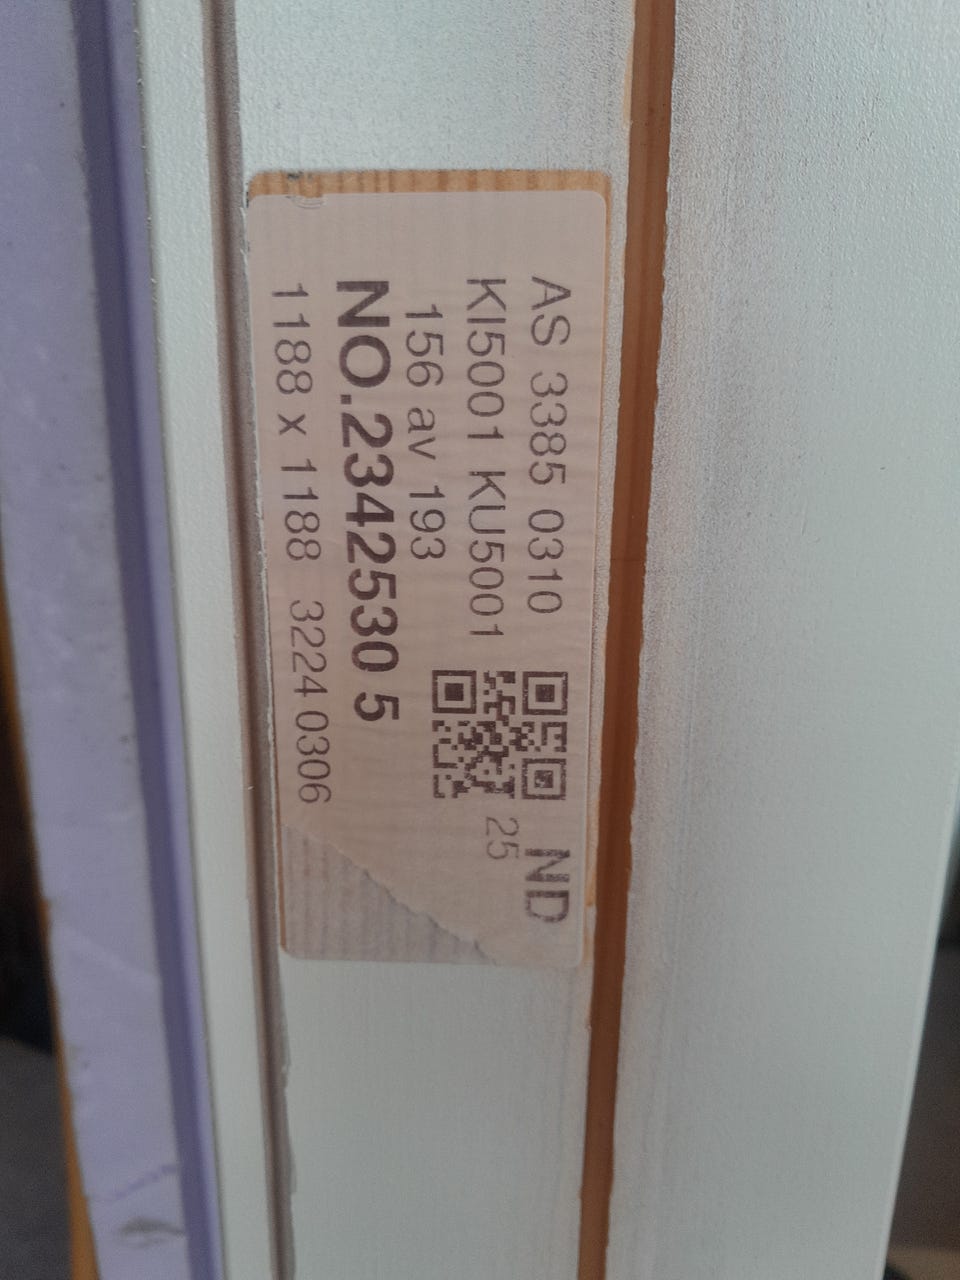 AS 3385 0310 ND
KI5001 KU5001 25
156 av 193
NO.2342530 5
1188 x 1188 3224 0306